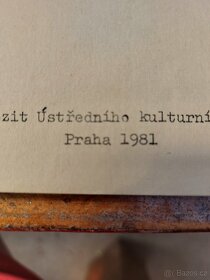 zit Ústředního kulturní
Praha 1981